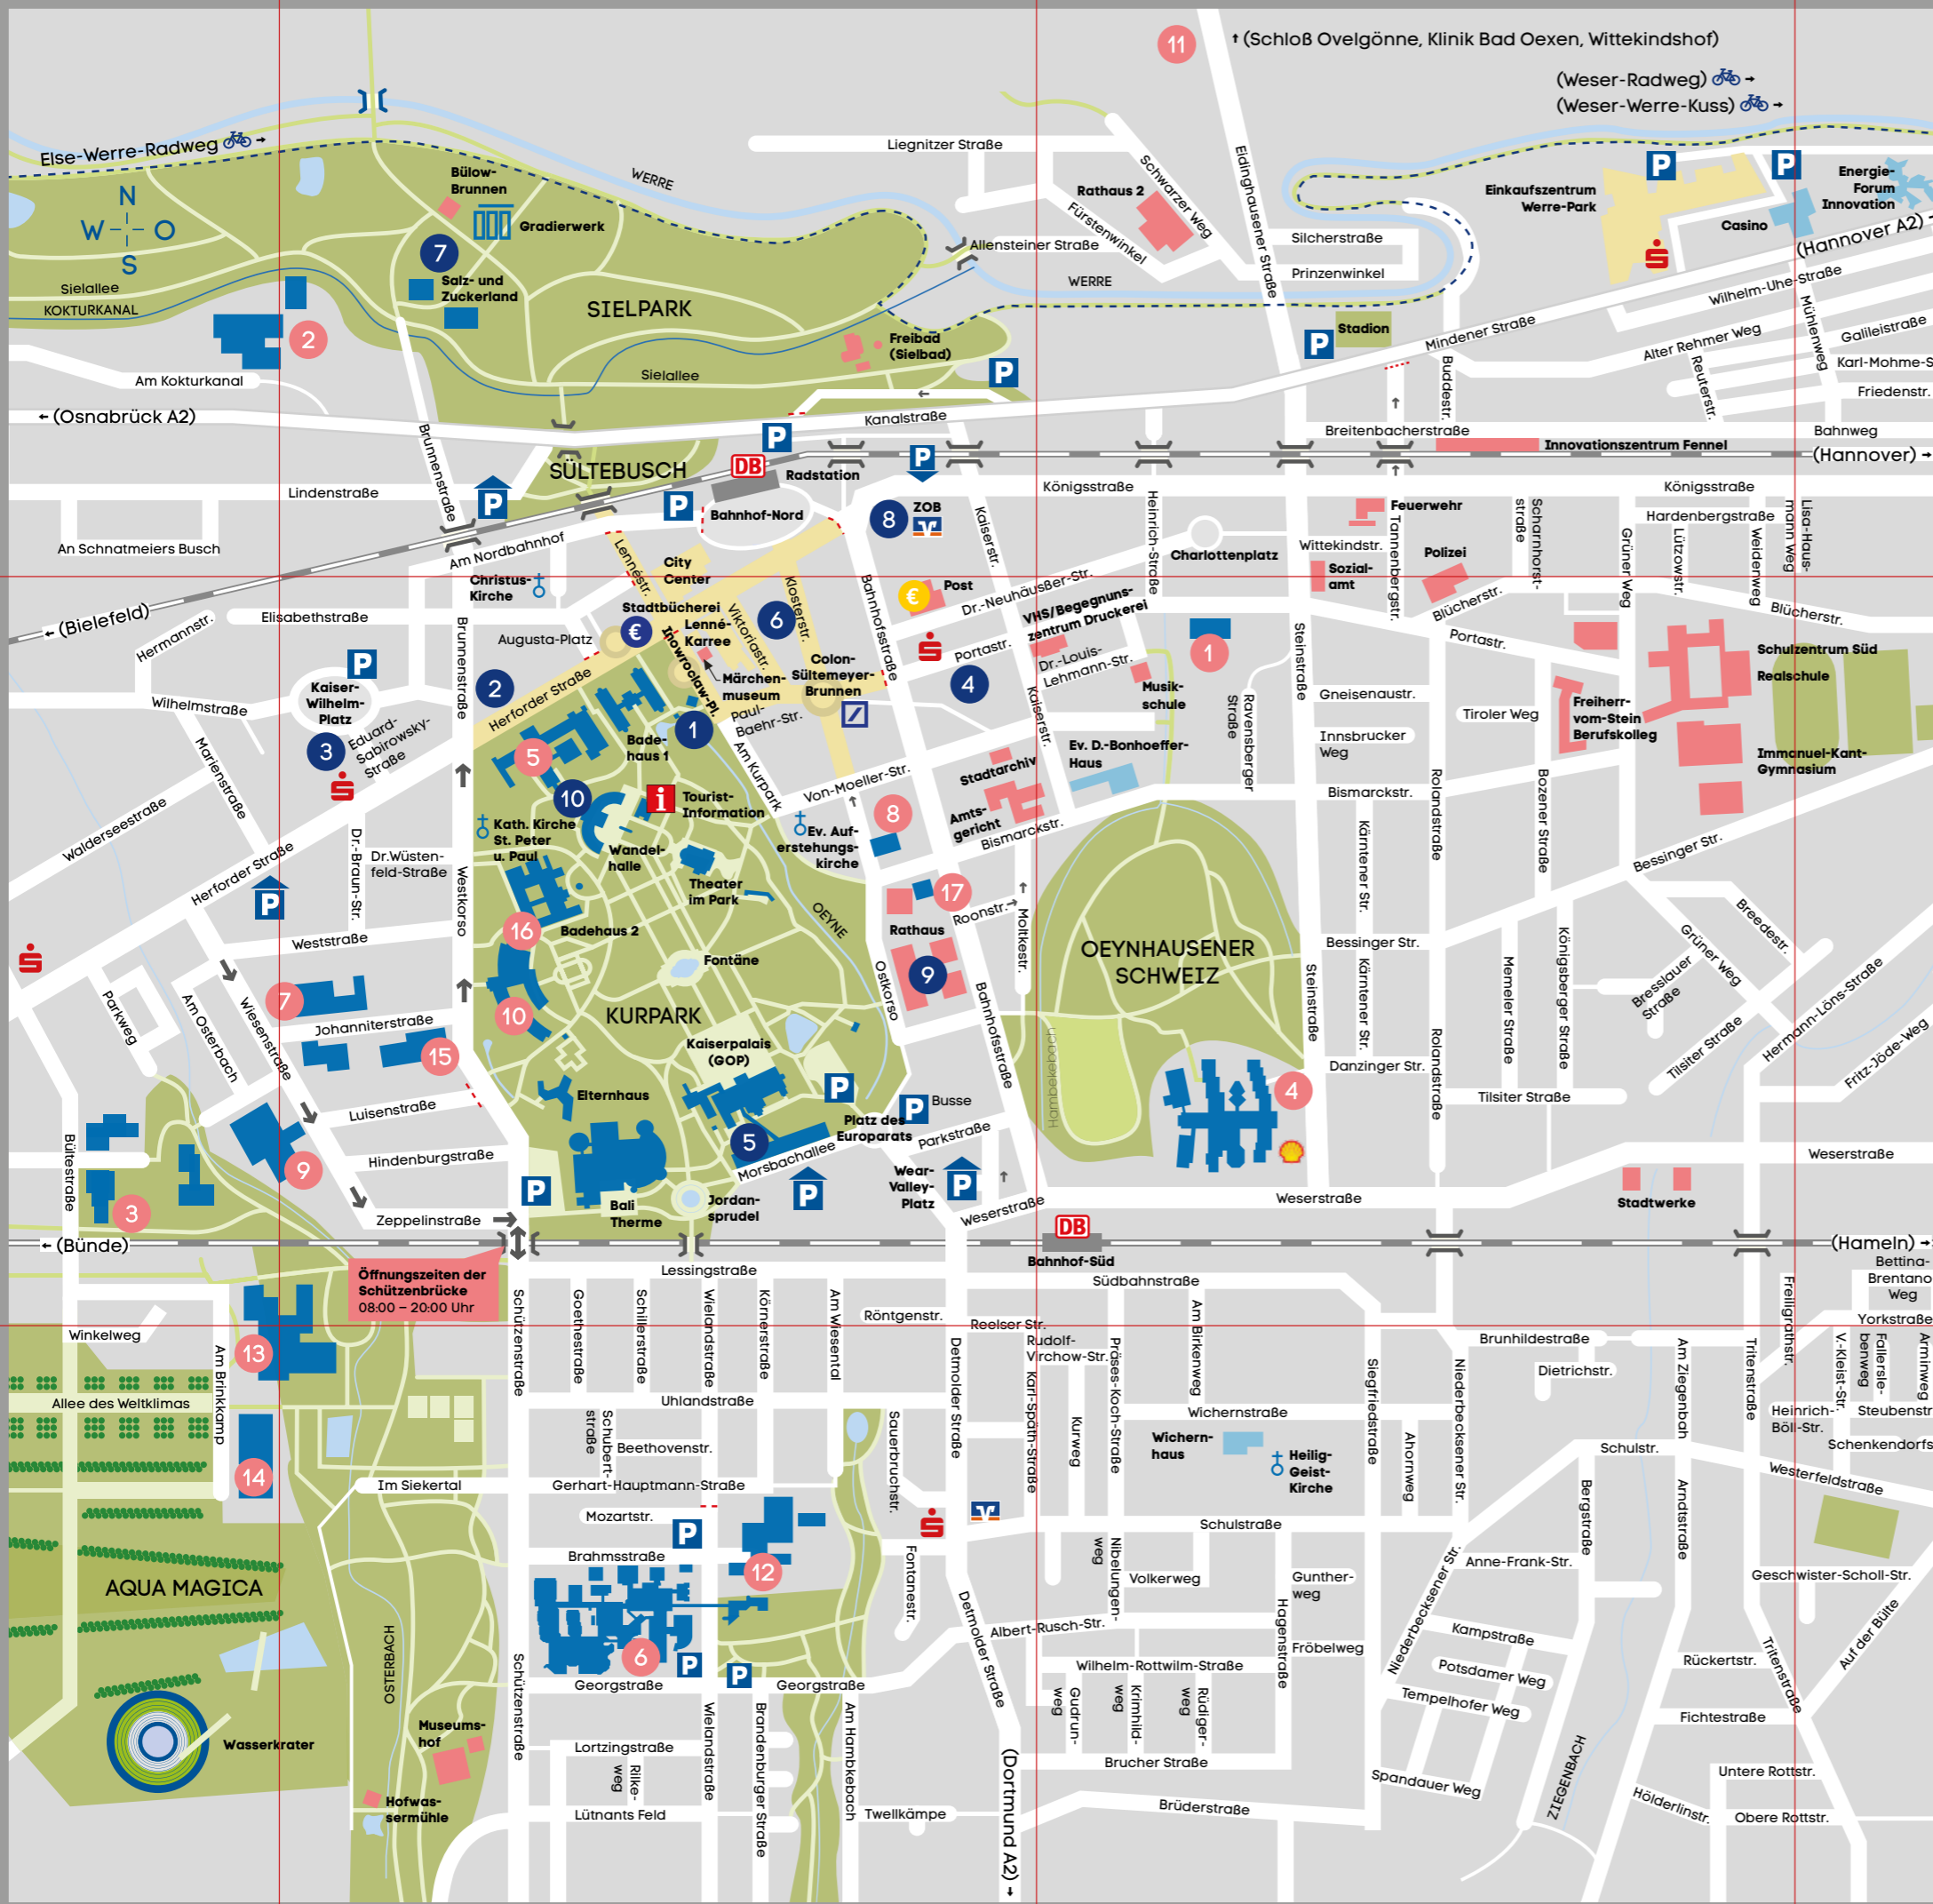 11
↑ (Schloß Ovelgönne, Klinik Bad Oexen, Wittekindshof)
(Weser-Radweg) →
(Weser-Werre-Kuss) →
Else-Werre-Radweg →
N
W
O
S
Bülow-
Brunnen
Gradierwerk
7
Salz- und
Zuckerland
WERRE
SIELPARK
Sielallee
KOKTURKANAL
2
Am Kokturkanal
← (Osnabrück A2)
Sielallee
Freibad
(Sielbad)
P
Kanalstraße
Liegnitzer Straße
Schwarzer Weg
Rathaus 2
Fürstenwinkel
Allensteiner Straße
WERRE
Eidinghausener Straße
Silcherstraße
Prinzenwinkel
Einkaufszentrum
Werre-Park
P
P
Casino
Energie-
Forum
Innovation
(Hannover A2) →
Wilhelm-Uhe-Straße
P
Stadion
Mindener Straße
Alter Rehmer Weg
Mühlenweg
Galileistraße
Karl-Mohme-S
Friedenstr.
Reuterstr.
Buddestr.
Breitenbacherstraße
Bahnweg
Innovationszentrum Fennel
(Hannover) →
Brunnenstraße
SÜLTEBUSCH
P
DB
Radstation
P
P
P
Bahnhof-Nord
8
ZOB
Lindenstraße
An Schnatmeiers Busch
Am Nordbahnhof
Königsstraße
Königsstraße
Kaiserstr.
Heinrich-Straße
Charlottenplatz
Feuerwehr
Wittekindstr.
Tannenbergstr.
Scharnhorst-
straße
Hardenbergstraße
Lisa-Haus-
mann Weg
Grüner Weg
Lützowstr.
Weidenweg
Polizei
Sozial-
amt
Blücherstr.
Blücherstr.
← (Bielefeld)
Hermannstr.
Elisabethstraße
Christus-
Kirche
Lennéstr.
City
Center
Stadtbücherei
Lenné-
Karree
€
Augusta-Platz
Inowroclaw-Pl.
Viktoriastr.
6
Klosterstr.
Bahnhofstraße
€
Post
Dr.-Neuhäußer-Str.
VHS/Begegnuns-
zentrum Druckerei
Portastr.
Dr.-Louis-
Lehmann-Str.
1
Portastr.
Steinstraße
Schulzentrum Süd
Realschule
Immanuel-Kant-
Gymnasium
Freiherr-
vom-Stein
Berufskolleg
Gneisenaustr.
Tiroler Weg
Innsbrucker
Weg
Bismarckstr.
Ravensberger
Straße
Musik-
schule
Kaiserstr.
4
Colon-
Sültemeyer-
Brunnen
Märchen-
museum
Paul-
Baehr-Str.
Am Kurpark
1
2
Herforder Straße
Brunnenstraße
P
Kaiser-
Wilhelm-
Platz
Wilhelmstraße
3
Eduard-
Sabirowsky-
Straße
Marienstraße
Walderseestraße
Herforder Straße
P
Dr.Wüsten-
feld-Straße
Dr.-Braun-Str.
Westkorso
Weststraße
5
Bade-
haus 1
10
i
Tourist-
Information
Kath. Kirche
St. Peter
u. Paul
Wandel-
halle
Theater
im Park
Von-Moeller-Str.
Ev. Auf-
erstehungs-
kirche
8
Stadtarchiv
Ev. D.-Bonhoeffer-
Haus
Amts-
gericht
Bismarckstr.
16
Badehaus 2
OEYNE
17
Rathaus
Roonstr.
Moltkestr.
9
Fontäne
KURPARK
Ostkorso
Bahnhofstraße
OEYNHAUSENER
SCHWEIZ
Hambekebach
Rolandstraße
Bozener Straße
Kärntener Str.
Bessinger Str.
Bessinger Str.
Steinstraße
Kärntener Str.
Memeler Straße
Königsberger Straße
Bresslauer
Straße
Grüner Weg
Breedestr.
Tilsiter Straße
Hermann-Löns-Straße
Fritz-Jöde-Weg
Danzinger Str.
Rolandstraße
Tilsiter Straße
Parkweg
Am Osterbach
Wiesenstraße
7
Johanniterstraße
15
10
Luisenstraße
Hindenburgstraße
9
3
Bültestraße
Zeppelinstraße
Kaiserpalais
(GOP)
Elternhaus
P
5
Morsbachallee
Platz des
Europarats
P
Busse
Parkstraße
Wear-
Valley-
Platz
P
P
P
Bali
Therme
Jordan-
sprudel
Weserstraße
4
Weserstraße
Weserstraße
Stadtwerke
← (Bünde)
DB
Bahnhof-Süd
(Hameln) →
Öffnungszeiten der
Schützenbrücke
08:00 – 20:00 Uhr
Lessingstraße
Röntgenstr.
Südbahnstraße
Bettina-
Brentano
Weg
Yorkstraße
Winkelweg
13
Am Brinkkamp
Schützenstraße
Goethestraße
Schillerstraße
Wielandstraße
Körnerstraße
Am Wiesental
Reelser Str.
Rudolf-
Virchow-Str.
Detmolder Straße
Karl-Späth-Straße
Kurweg
Präses-Koch-Straße
Am Birkenweg
Siegfriedstraße
Niederbecksener Str.
Brunhildestraße
Dietrichstr.
Am Ziegenbah
Tritenstraße
Freiligrathstr.
V.-Kleist-Str.
Fallersle-
benweg
Arminweg
Heinrich-
Böll-Str.
Steubenstr
Schenkendorfs
Allee des Weltklimas
Uhlandstraße
Schubert-
straße
Beethovenstr.
Sauerbruchstr.
Wichernstraße
Wichern-
haus
Heilig-
Geist-
Kirche
Ahornweg
Schulstr.
Westerfeldstraße
14
Im Siekertal
Gerhart-Hauptmann-Straße
Mozartstr.
P
Brahmsstraße
12
Schulstraße
Bergstraße
Arndtstraße
Anne-Frank-Str.
Geschwister-Scholl-Str.
AQUA MAGICA
OSTERBACH
6
P
P
Fontanestr.
Detmolder Straße
Nibelungen-
weg
Volkerweg
Gunther-
weg
Albert-Rusch-Str.
Hagenstraße
Fröbelweg
Niederbecksener Str.
Kampstraße
Potsdamer Weg
Tempelhofer Weg
Rückertstr.
Tritenstraße
Auf der Bülte
Georgstraße
Georgstraße
Wilhelm-Rottwilm-Straße
Gudrun-
weg
Krimhild-
weg
Rüdiger-
weg
Fichtestraße
Wasserkrater
Museums-
hof
Hofwas-
sermühle
Schützenstraße
Lortzingstraße
Rilke-
weg
Wielandstraße
Brandenburger Straße
Am Hambkebach
Lütnants Feld
Twellkämpe
(Dortmund A2) →
Brucher Straße
Brüderstraße
Spandauer Weg
ZIEGENBACH
Hölderlinstr.
Untere Rottstr.
Obere Rottstr.